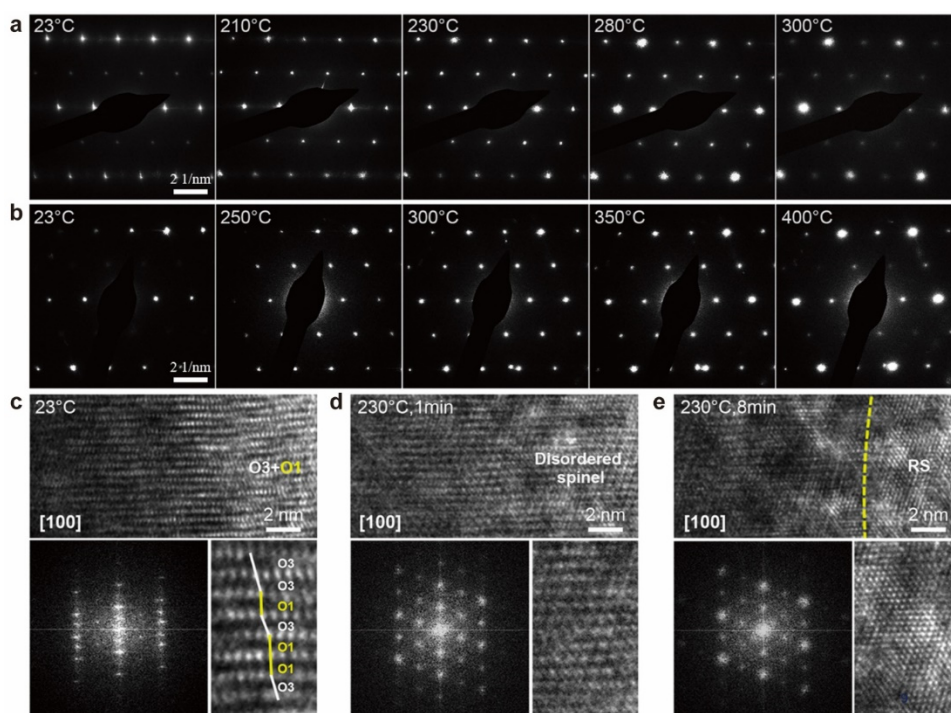 a
23°C
210°C
230°C
280°C
300°C
2 1/nm
b
23°C
250°C
300°C
350°C
400°C
2 1/nm
c
23°C
O3+O1
[100]
2 nm
O3
O3
O1
O3
O1
O1
O3
d
230°C,1min
Disordered
spinel
[100]
2 nm
e
230°C,8min
RS
[100]
2 nm